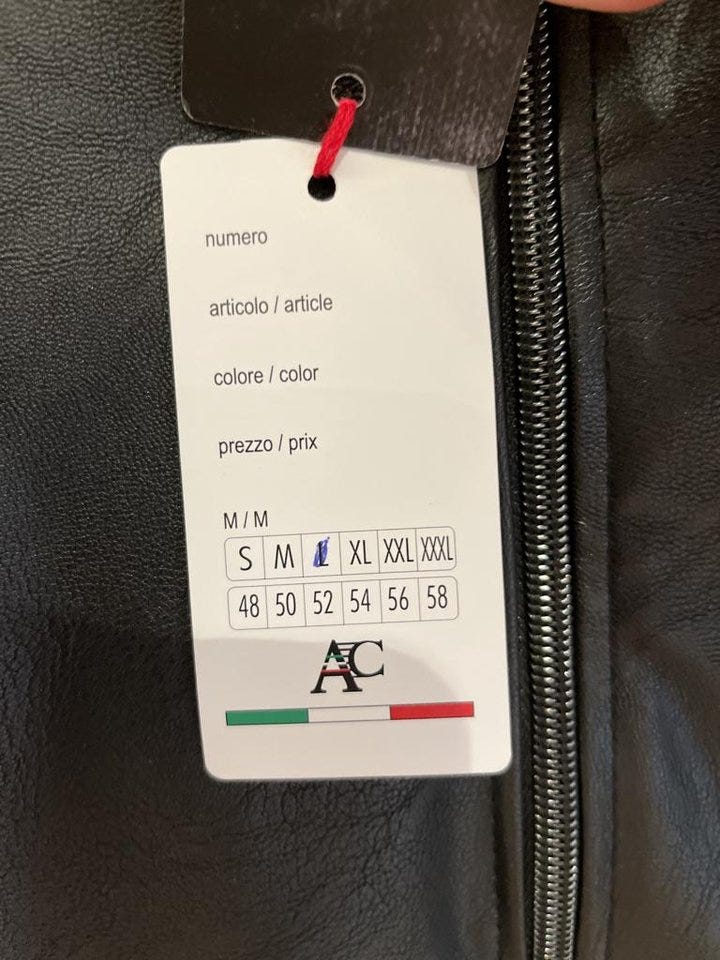 numero
articolo / article
colore / color
prezzo / prix
M / M
S M L XL XXL XXXL
48 50 52 54 56 58
AC